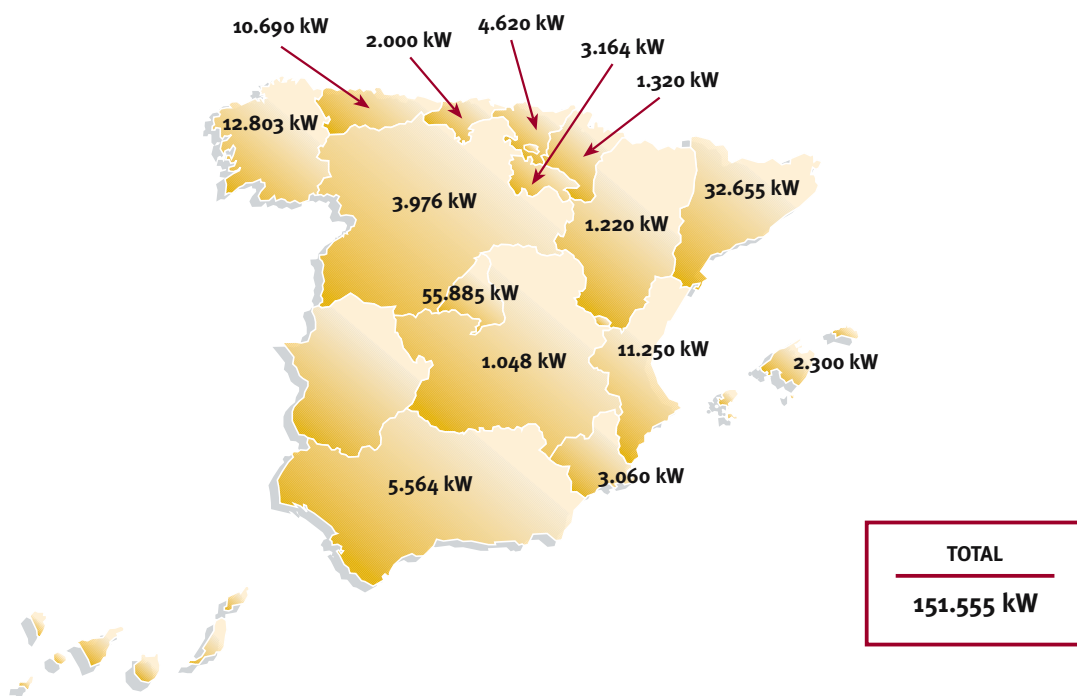 4.620 kW
10.690 kW
2.000 kW
3.164 kW
1.320 kW
12.803 kW
32.655 kW
3.976 kW
1.220 kW
55.885 kW
11.250 kW
1.048 kW
2.300 kW
3.060 kW
5.564 kW
TOTAL
151.555 kW